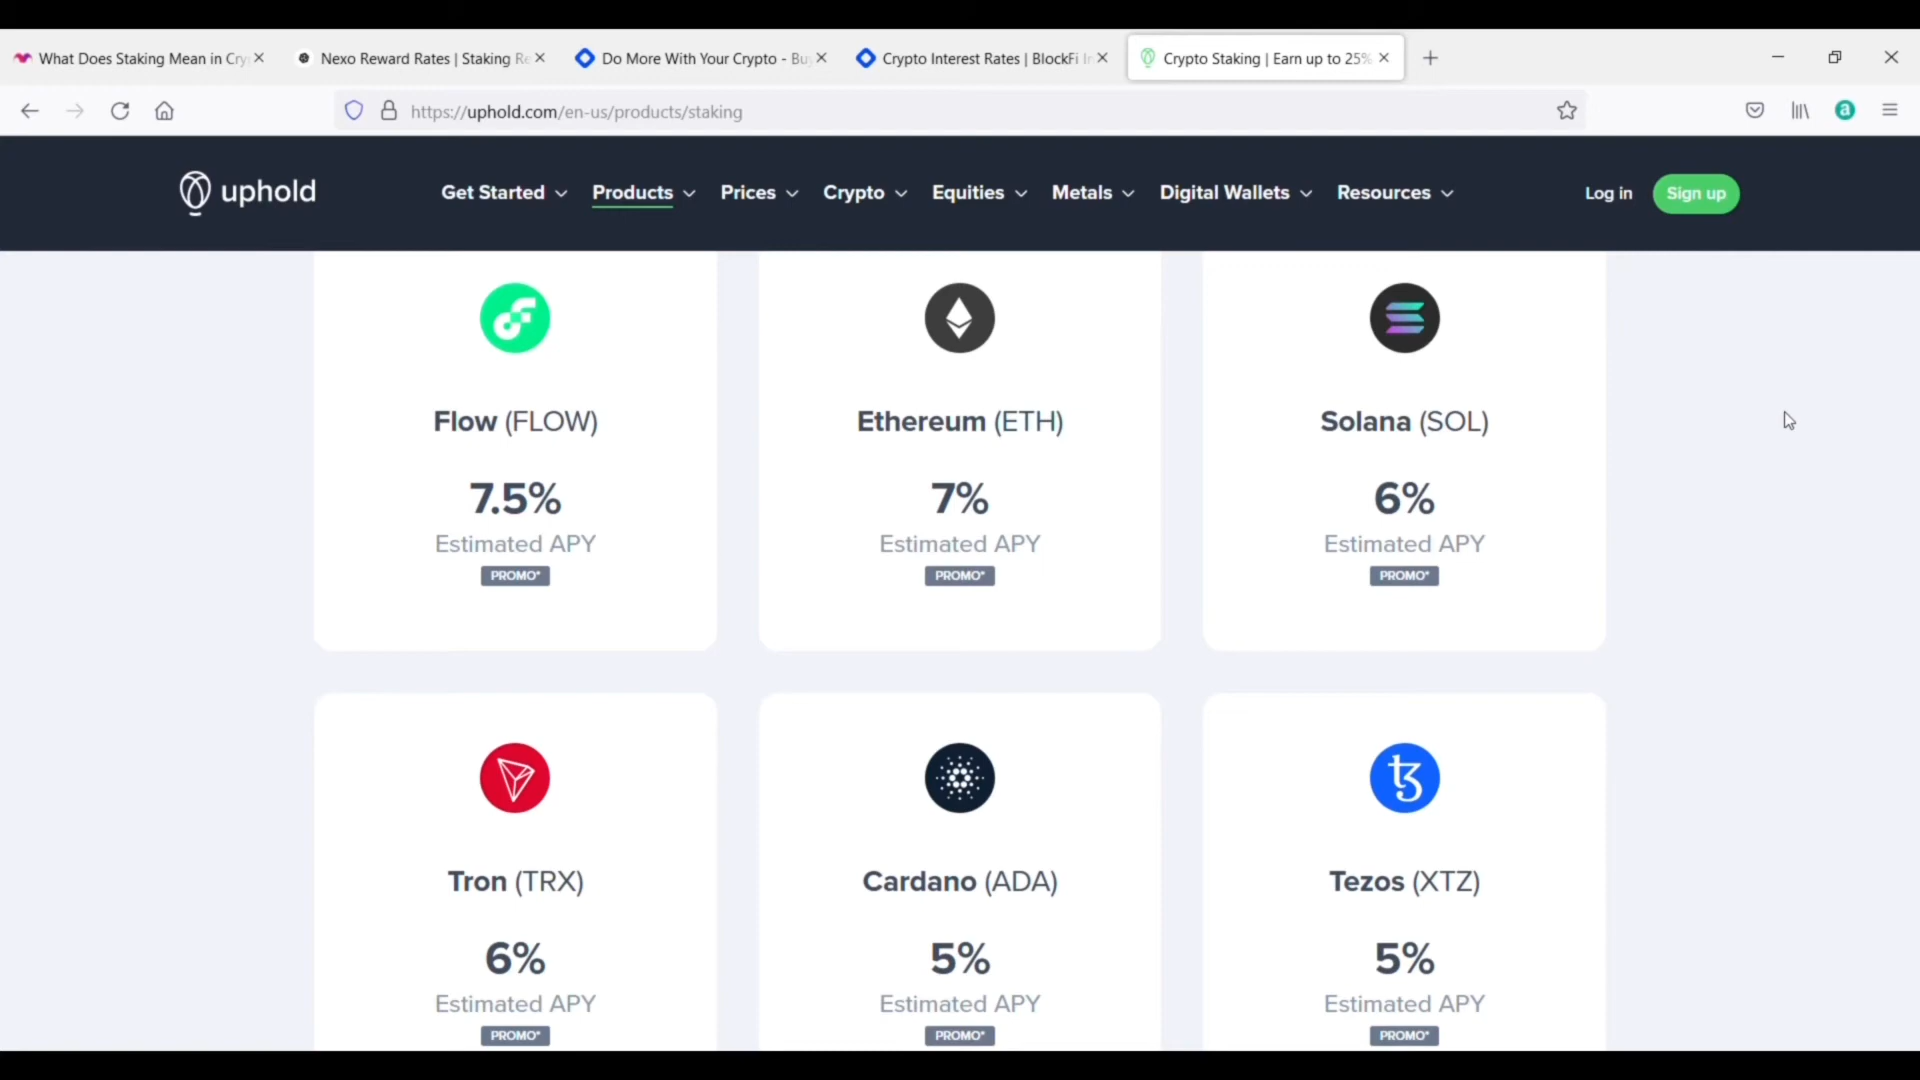 What Does Staking Mean in Cry
Nexo Reward Rates | Staking Re
Do More With Your Crypto - Bu
Crypto Interest Rates | BlockFi In
Crypto Staking | Earn up to 25%
https://uphold.com/en-us/products/staking
uphold
Get Started
Products
Prices
Crypto
Equities
Metals
Digital Wallets
Resources
Log in
Sign up
Flow (FLOW)
7.5%
Estimated APY
PROMO*
Ethereum (ETH)
7%
Estimated APY
PROMO*
Solana (SOL)
6%
Estimated APY
PROMO*
Tron (TRX)
6%
Estimated APY
PROMO*
Cardano (ADA)
5%
Estimated APY
PROMO*
Tezos (XTZ)
5%
Estimated APY
PROMO*